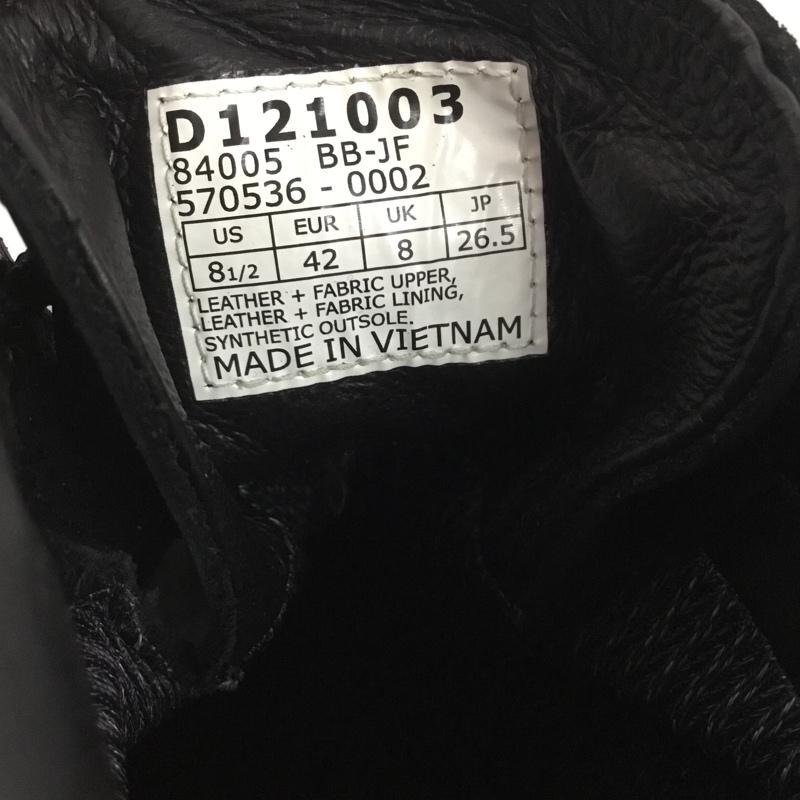 D121003
84005 BB-JF
570536 - 0002
US EUR UK JP
8 1/2 42 8 26.5
LEATHER + FABRIC UPPER,
LEATHER + FABRIC LINING,
SYNTHETIC OUTSOLE.
MADE IN VIETNAM